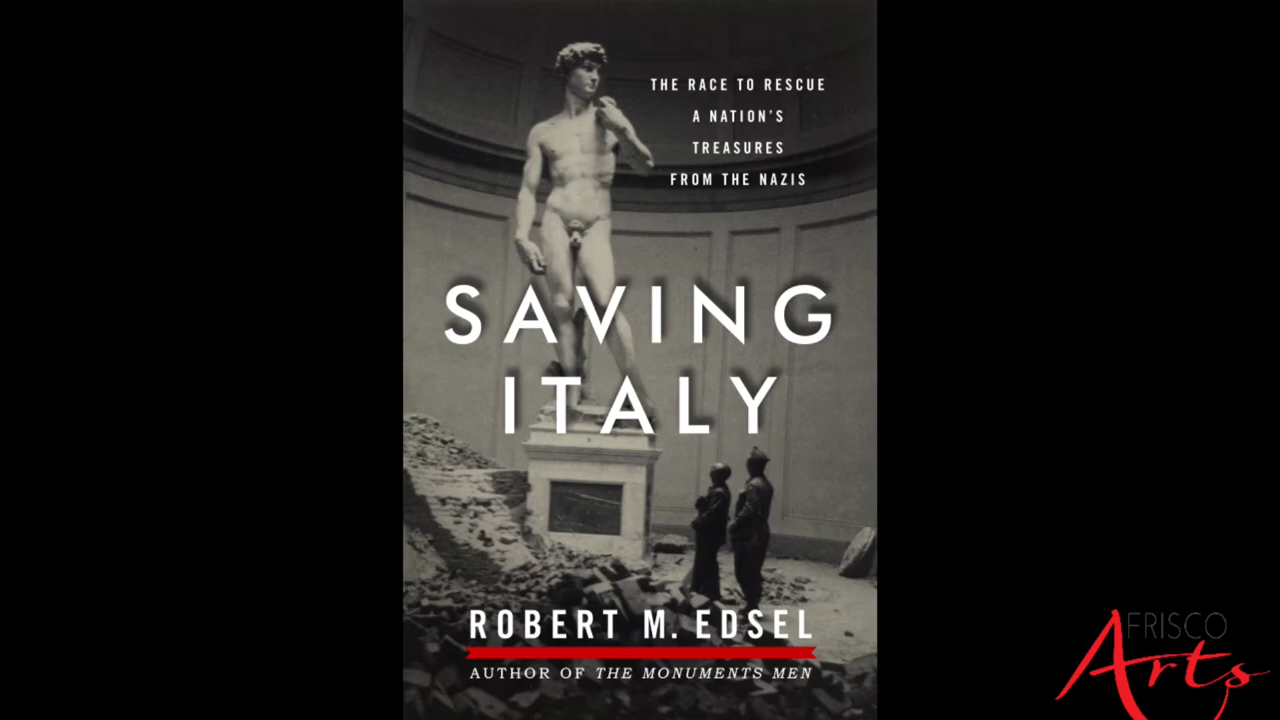 THE RACE TO RESCUE
A NATION'S
TREASURES
FROM THE NAZIS
SAVING
ITALY
ROBERT M. EDSEL
AUTHOR OF THE MONUMENTS MEN
FRISCO
Arts